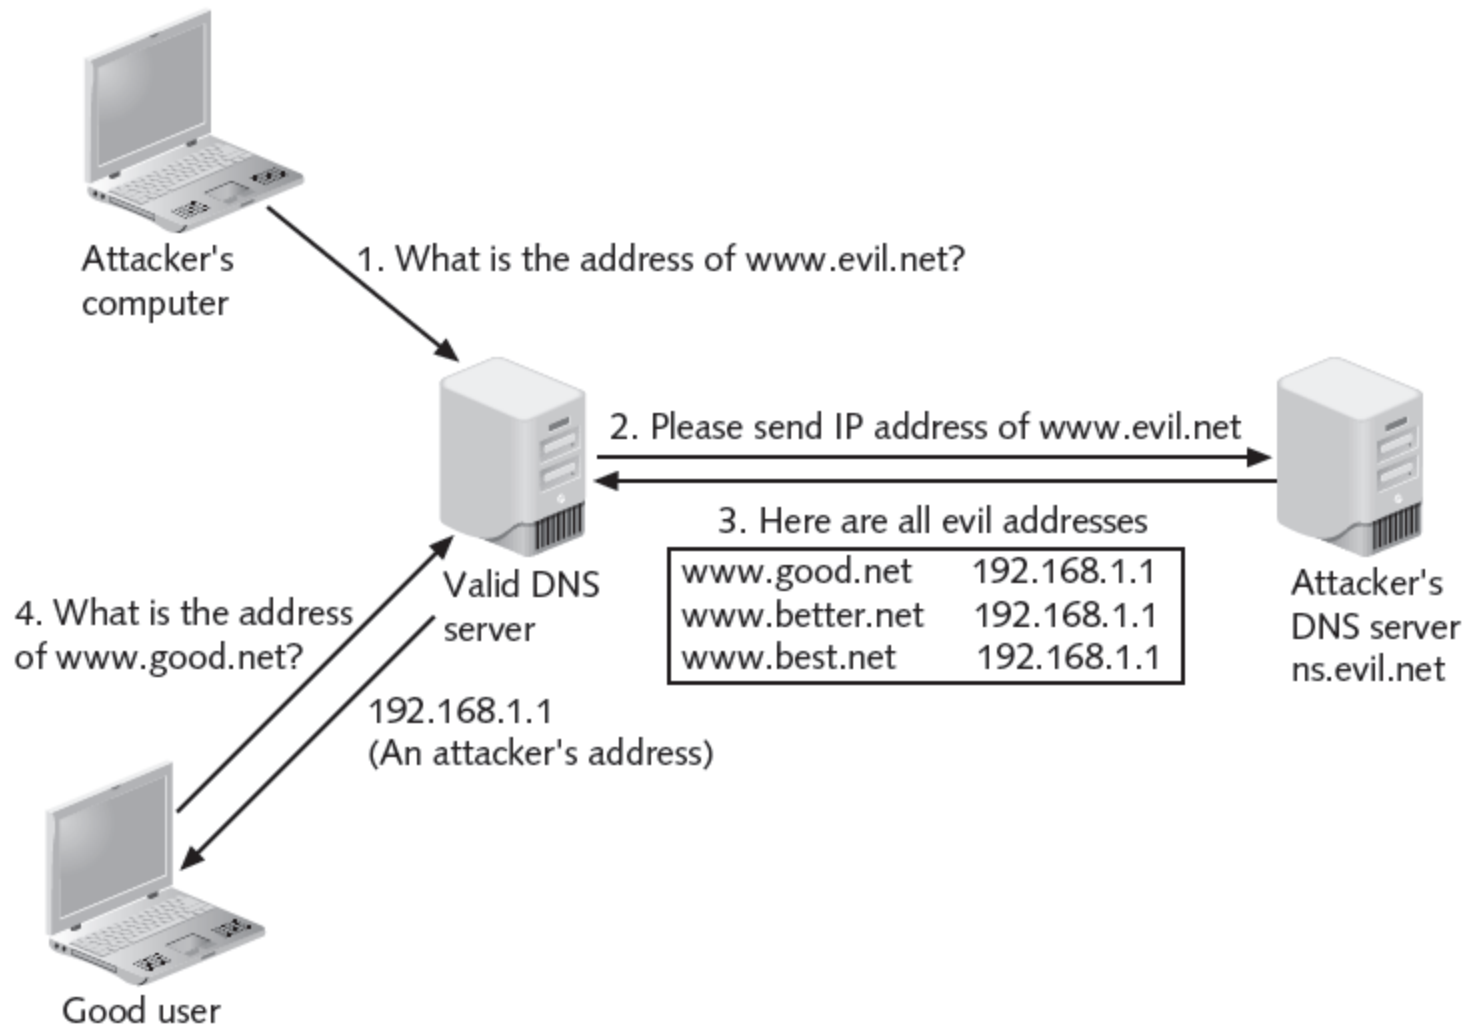 Attacker's
computer
1. What is the address of www.evil.net?
2. Please send IP address of www.evil.net
3. Here are all evil addresses
www.good.net 192.168.1.1
www.better.net 192.168.1.1
www.best.net 192.168.1.1
Valid DNS
server
Attacker's
DNS server
ns.evil.net
4. What is the address
of www.good.net?
192.168.1.1
(An attacker's address)
Good user